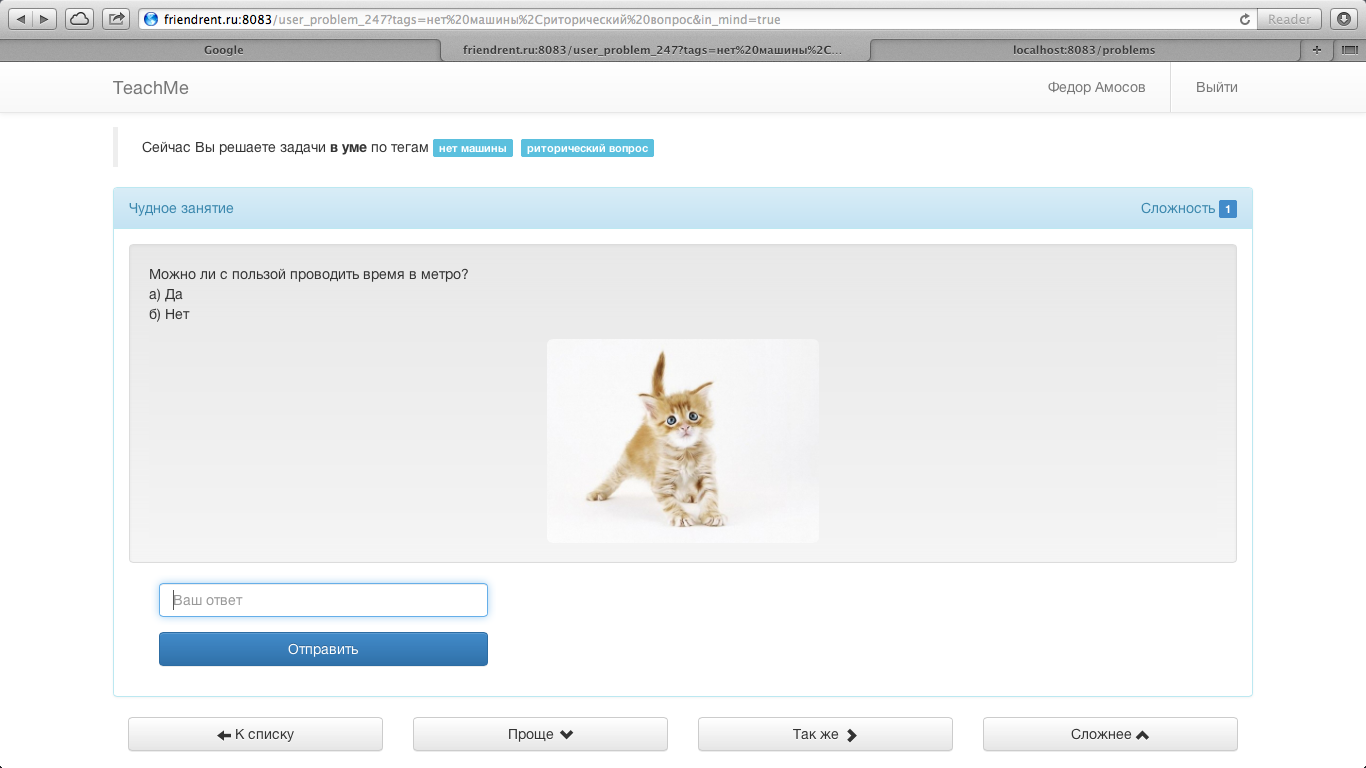 friendrent.ru:8083/user_problem_247?tags=нет%20машины%2Cриторический%20вопрос&in_mind=true
Reader
Google
friendrent.ru:8083/user_problem_247?tags=нет%20машины%2C...
localhost:8083/problems
TeachMe
Федор Амосов
Выйти
Сейчас Вы решаете задачи в уме по тегам нет машины риторический вопрос
Чудное занятие
Сложность 1
Можно ли с пользой проводить время в метро?
а) Да
б) Нет
Ваш ответ
Отправить
К списку
Проще
Так же
Сложнее